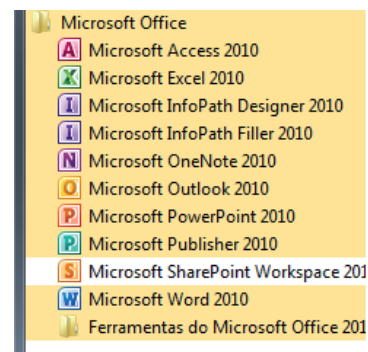 Microsoft Office
A Microsoft Access 2010
X Microsoft Excel 2010
I Microsoft InfoPath Designer 2010
I Microsoft InfoPath Filler 2010
N Microsoft OneNote 2010
O Microsoft Outlook 2010
P Microsoft PowerPoint 2010
P Microsoft Publisher 2010
S Microsoft SharePoint Workspace 201
W Microsoft Word 2010
Ferramentas do Microsoft Office 201